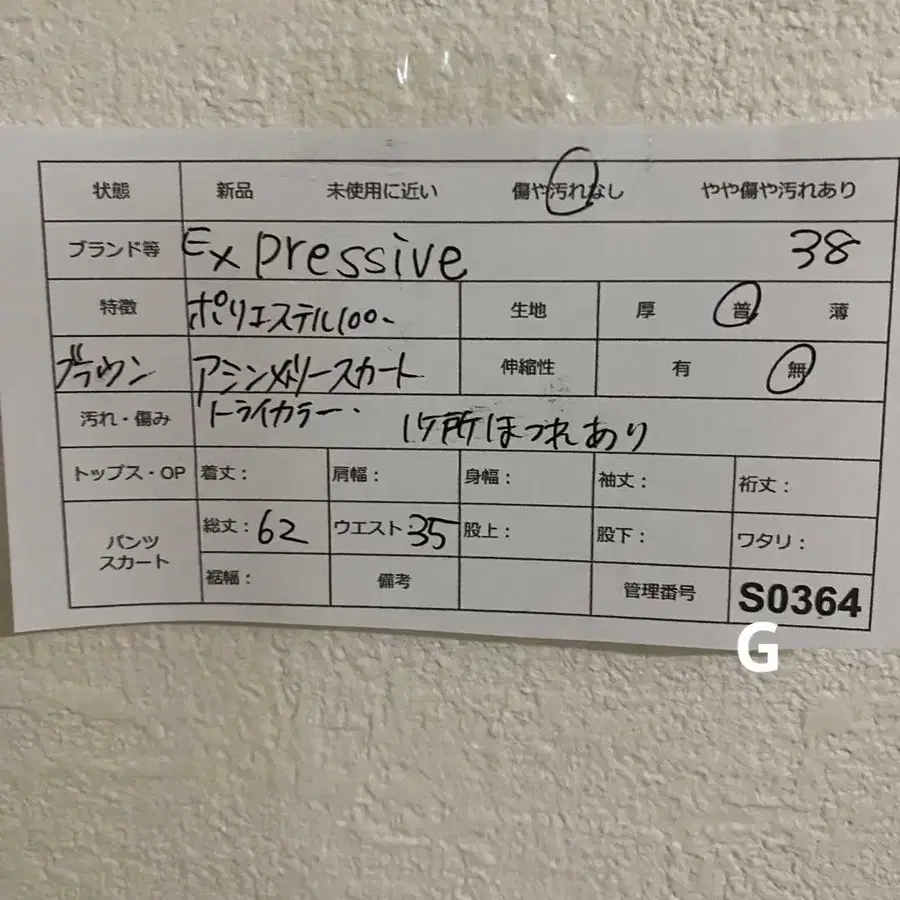 状態 新品 未使用に近い 傷や汚れなし やや傷や汚れあり
ブランド等 Expressive 38
特徴 ポリエステル100、 生地 厚 普 薄
ブラウン アシンメリースカート 伸縮性 有 無
汚れ・傷み トライカラー、 1ケ所ほつれあり
トップス・OP 着丈： 肩幅： 身幅： 袖丈： 裄丈：
パンツ スカート 総丈：62 ウエスト：35 股上： 股下： ワタリ：
裾幅： 備考 管理番号 S0364
G